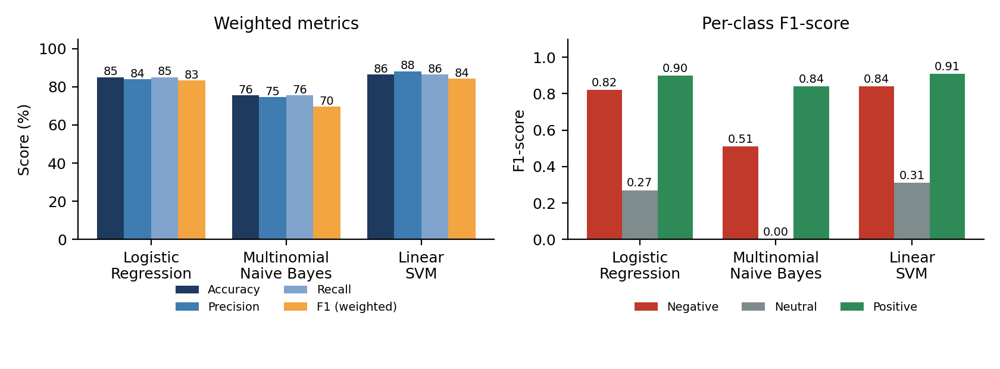 Weighted metrics
Score (%)
100
80
60
40
20
0
85 84 85 83
76 75 76 70
86 88 86 84
Logistic
Regression
Multinomial
Naive Bayes
Linear
SVM
Accuracy
Precision
Recall
F1 (weighted)
Per-class F1-score
F1-score
1.0
0.8
0.6
0.4
0.2
0.0
0.82 0.27 0.90
0.51 0.00 0.84
0.84 0.31 0.91
Logistic
Regression
Multinomial
Naive Bayes
Linear
SVM
Negative
Neutral
Positive